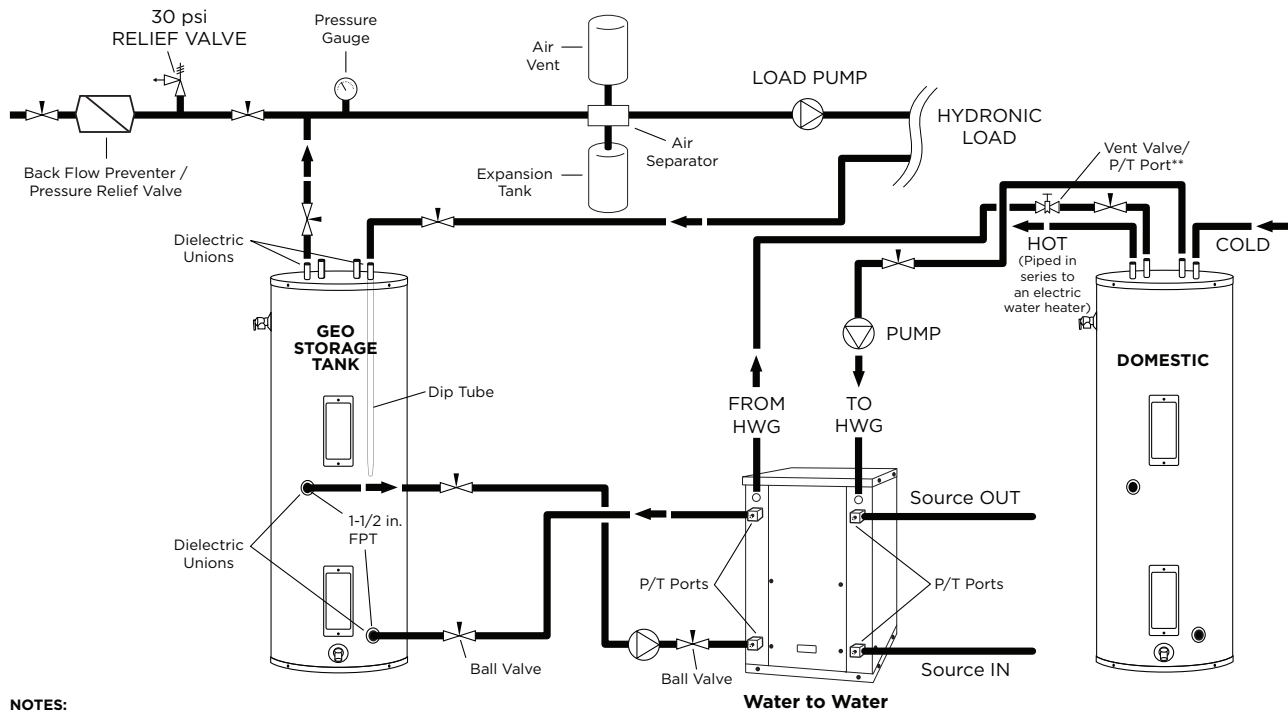 30 psi
RELIEF VALVE
Pressure
Gauge
Air
Vent
LOAD PUMP
HYDRONIC
LOAD
Air
Separator
Vent Valve/
P/T Port**
Back Flow Preventer /
Pressure Relief Valve
Expansion
Tank
Dielectric
Unions
HOT
(Piped in
series to
an electric
water heater)
COLD
GEO
STORAGE
TANK
PUMP
DOMESTIC
Dip Tube
FROM
HWG
TO
HWG
Source OUT
1-1/2 in.
FPT
Dielectric
Unions
P/T Ports
P/T Ports
Ball Valve
Ball Valve
Source IN
Water to Water
NOTES: